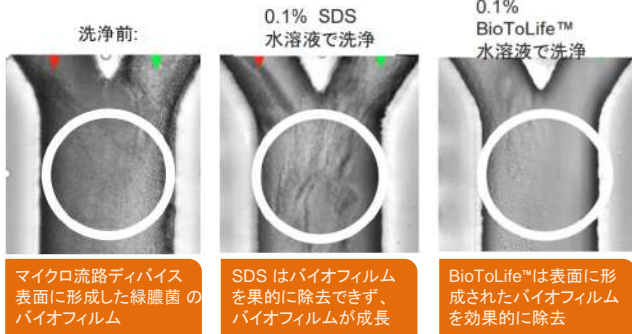 洗浄前:
0.1% SDS
水溶液で洗浄
0.1%
BioToLife™
水溶液で洗浄
マイクロ流路ディバイス
表面に形成した緑膿菌 の
バイオフィルム
SDS はバイオフィルム
を果的に除去できず、
バイオフィルムが成長
BioToLife™は表面に形
成されたバイオフィルム
を効果的に除去